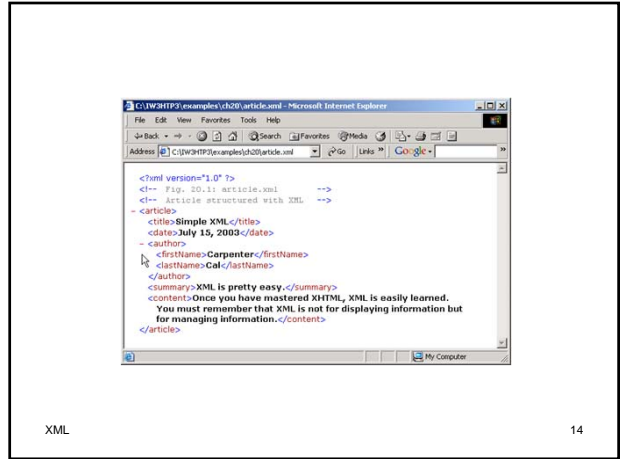 C:\IW3HTP3\examples\ch20\article.xml - Microsoft Internet Explorer
File Edit View Favorites Tools Help
Back Search Favorites Media
Address C:\IW3HTP3\examples\ch20\article.xml Go Links » Google »
<?xml version="1.0" ?>
<!-- Fig. 20.1: article.xml -->
<!-- Article structured with XML -->
- <article>
<title>Simple XML</title>
<date>July 15, 2003</date>
- <author>
<firstName>Carpenter</firstName>
<lastName>Cal</lastName>
</author>
<summary>XML is pretty easy.</summary>
<content>Once you have mastered XHTML, XML is easily learned.
You must remember that XML is not for displaying information but
for managing information.</content>
</article>
My Computer
XML 14